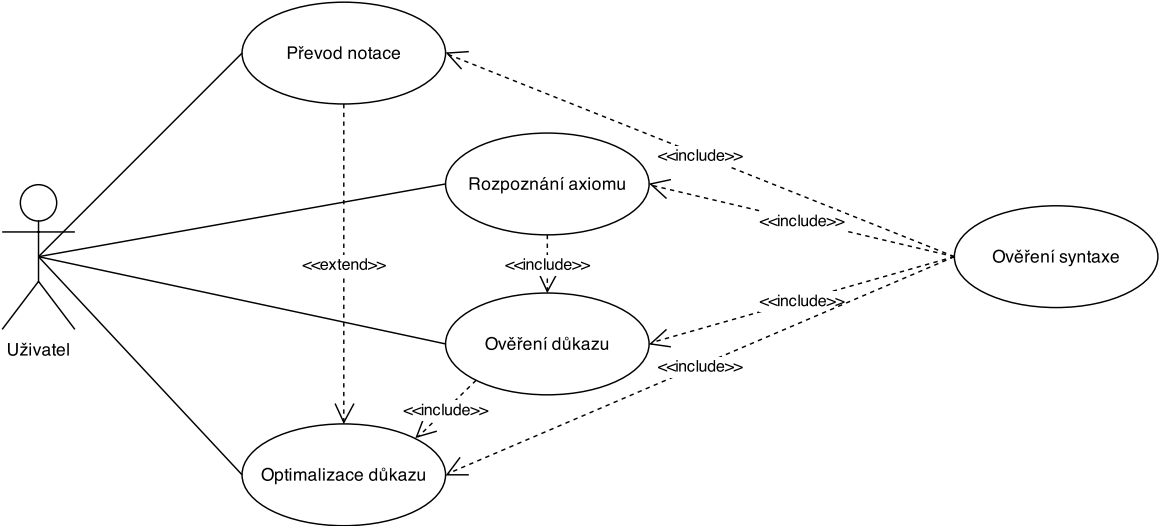 Převod notace
<<include>>
Rozpoznání axiomu
<<include>>
Ověření syntaxe
<<extend>>
<<include>>
<<include>>
Ověření důkazu
Uživatel
<<include>>
<<include>>
Optimalizace důkazu